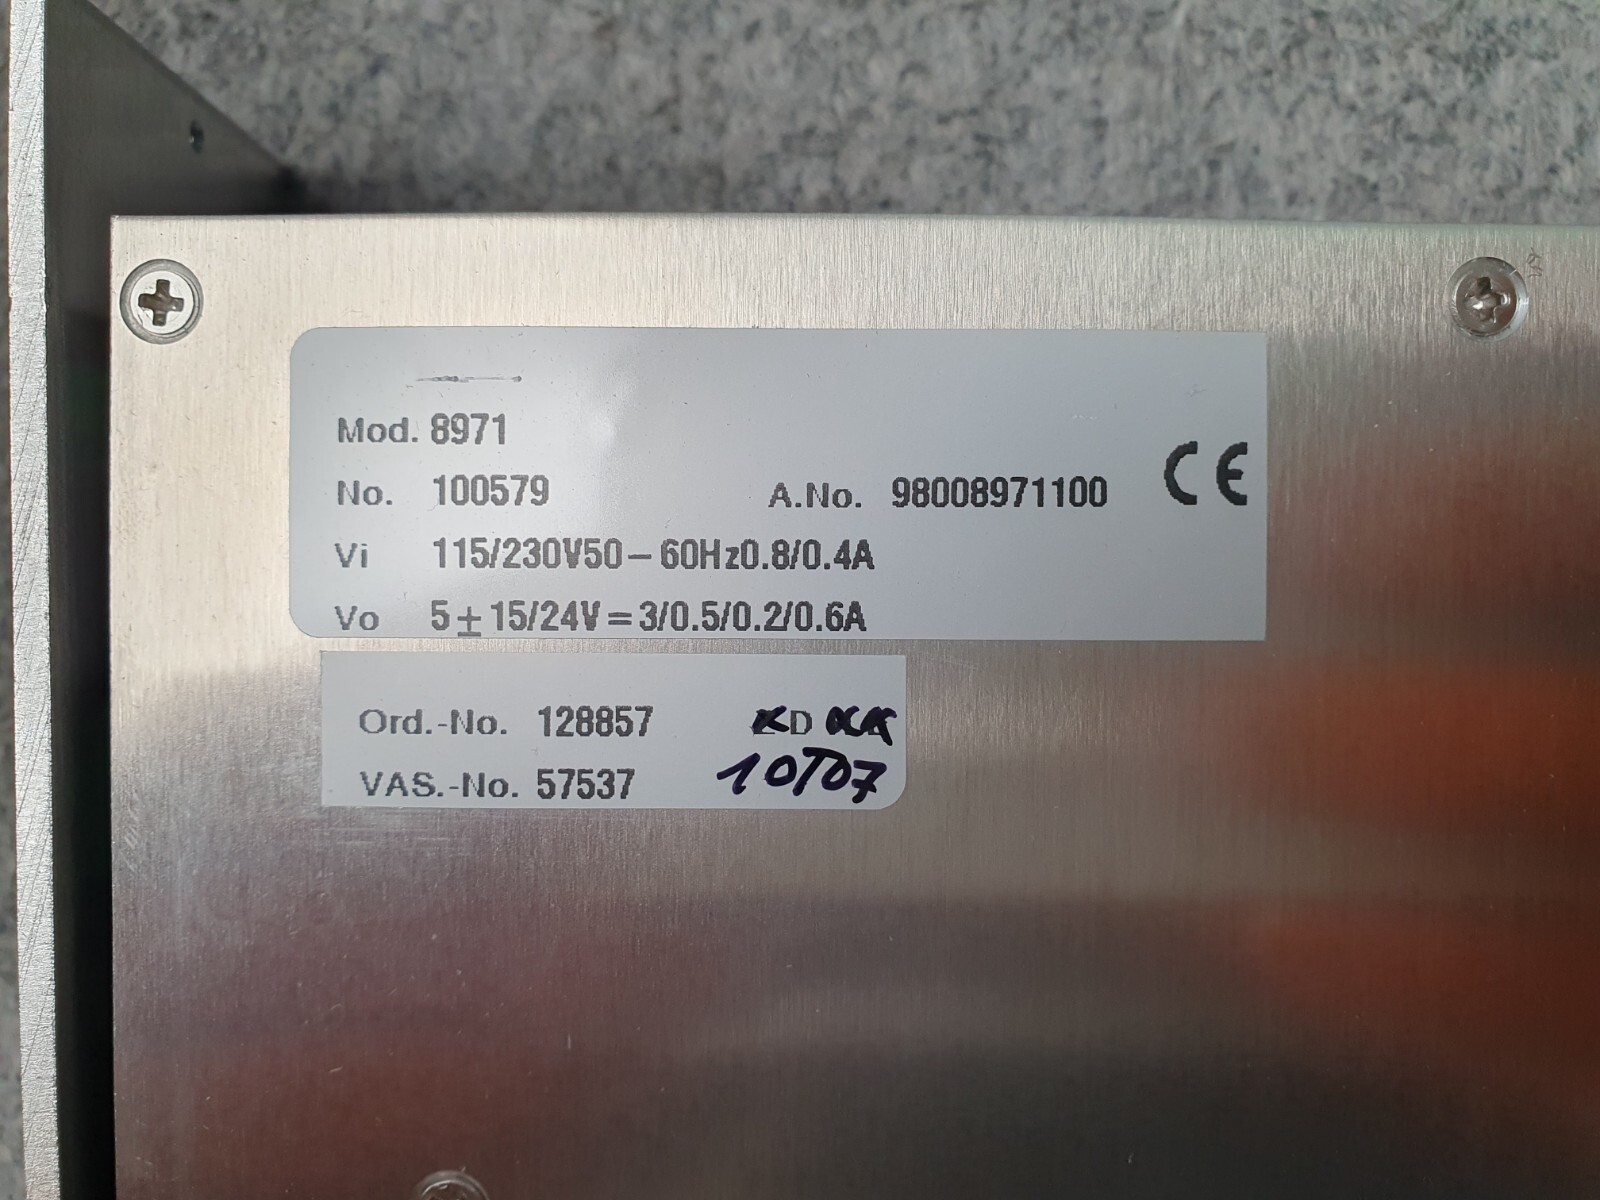 Mod. 8971
No. 100579 A.No. 98008971100 CE
Vi 115/230V50-60Hz0.8/0.4A
Vo 5±15/24V=3/0.5/0.2/0.6A
Ord.-No. 128857
VAS.-No. 57537 10T07